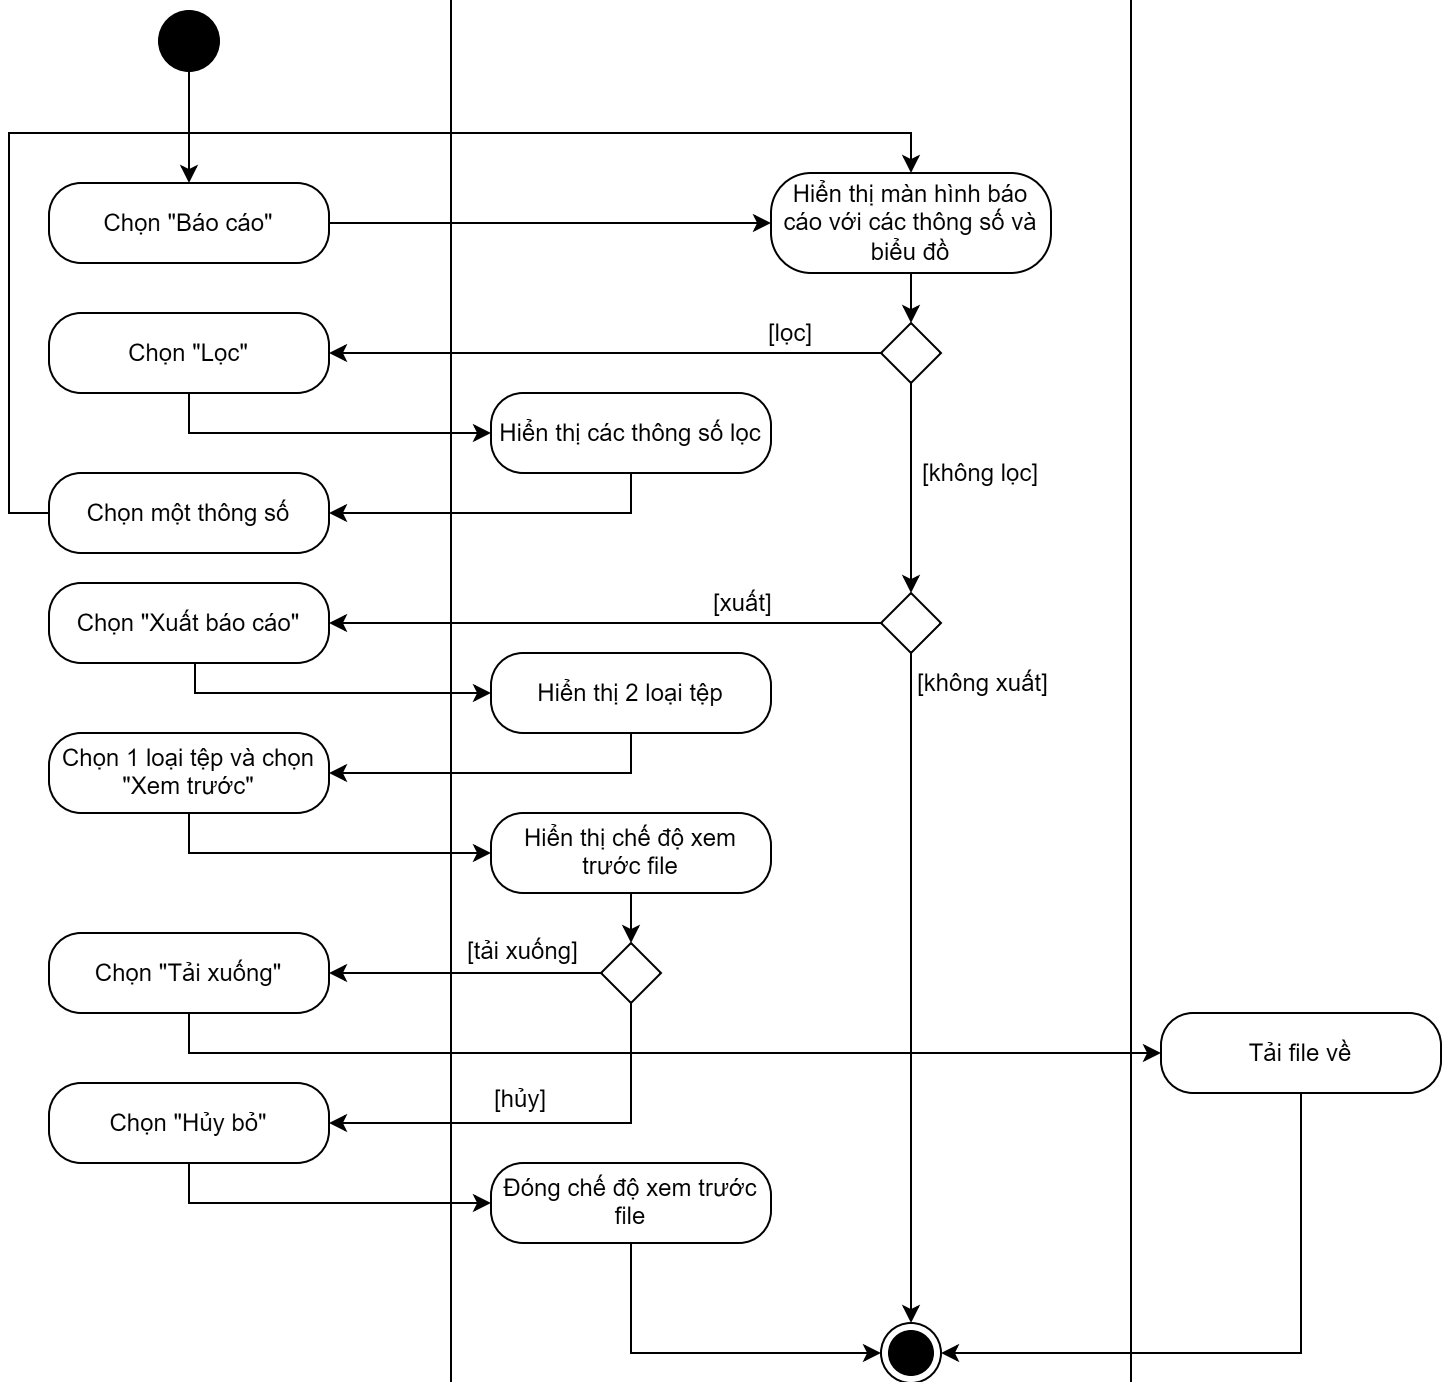 Chọn "Báo cáo"
Hiển thị màn hình báo
cáo với các thông số và
biểu đồ
[lọc]
Chọn "Lọc"
Hiển thị các thông số lọc
[không lọc]
Chọn một thông số
[xuất]
Chọn "Xuất báo cáo"
[không xuất]
Hiển thị 2 loại tệp
Chọn 1 loại tệp và chọn
"Xem trước"
Hiển thị chế độ xem
trước file
[tải xuống]
Chọn "Tải xuống"
Tải file về
[hủy]
Chọn "Hủy bỏ"
Đóng chế độ xem trước
file